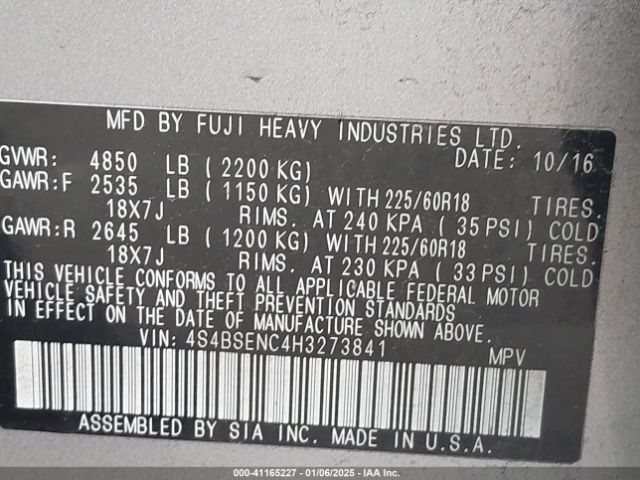 MFD BY FUJI HEAVY INDUSTRIES LTD.
GVWR: 4850 LB ( 2200 KG) DATE: 10/16
GAWR:F 2535 LB ( 1150 KG) WITH 225/60R18 TIRES.
18X7J RIMS. AT 240 KPA ( 35 PSI) COLD
GAWR:R 2645 LB ( 1200 KG) WITH 225/60R18 TIRES.
18X7J RIMS. AT 230 KPA ( 33 PSI) COLD
THIS VEHICLE CONFORMS TO ALL APPLICABLE FEDERAL MOTOR
VEHICLE SAFETY AND THEFT PREVENTION STANDARDS
IN EFFECT ON THE DATE OF MANUFACTURE SHOWN ABOVE.
VIN: 4S4BSENC4H3273841 MPV
ASSEMBLED BY SIA INC. MADE IN U.S.A.
000-41165227 - 01/06/2025 - IAA Inc.